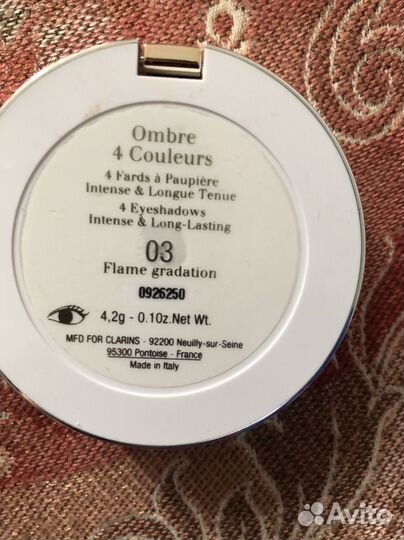 Ombre
4 Couleurs
4 Fards à Paupière
Intense & Longue Tenue
4 Eyeshadows
Intense & Long-Lasting
03
Flame gradation
0926250
4,2g - 0.1oz.Net Wt.
MFD FOR CLARINS - 92200 Neuilly-sur-Seine
95300 Pontoise - France
Made in Italy
Avito